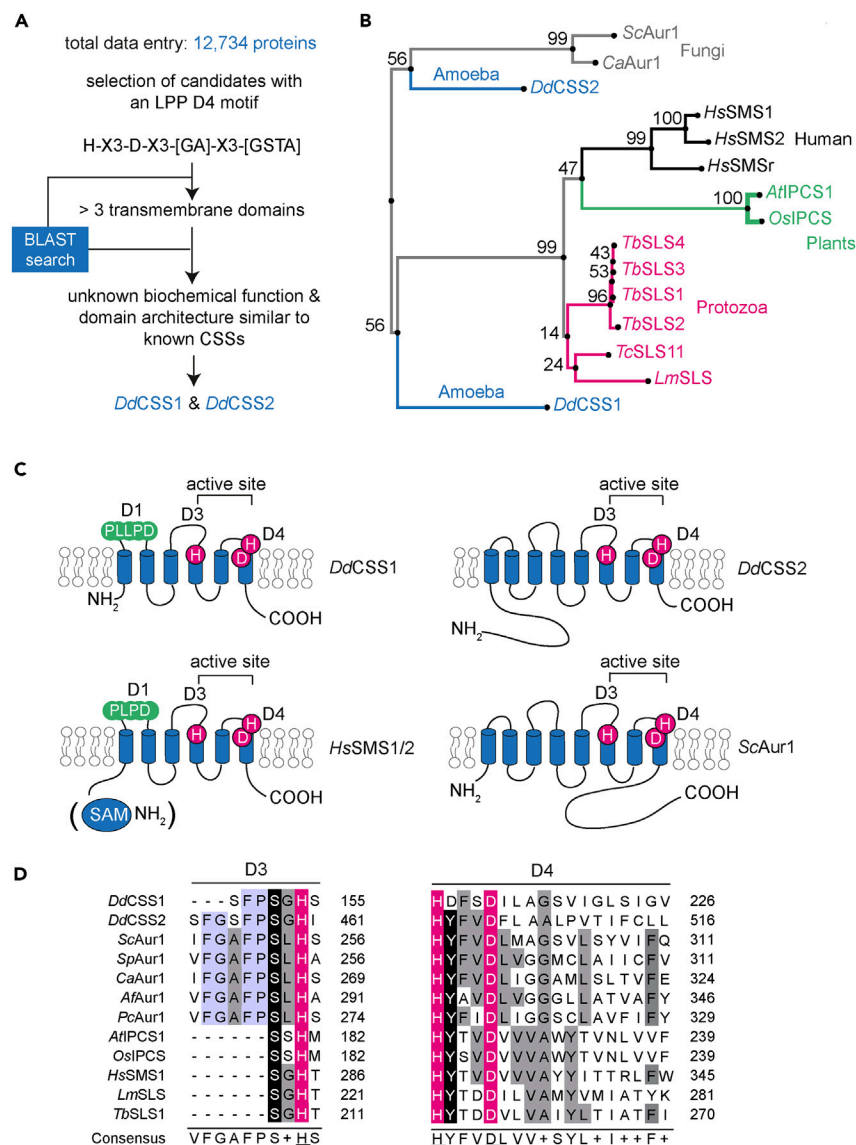 A
total data entry: 12,734 proteins
selection of candidates with
an LPP D4 motif
H-X3-D-X3-[GA]-X3-[GSTA]
> 3 transmembrane domains
BLAST
search
unknown biochemical function &
domain architecture similar to
known CSSs
DdCSS1 & DdCSS2
B
99
ScAur1
Fungi
CaAur1
56
Amoeba
DdCSS2
HsSMS1
100
HsSMS2
Human
99
HsSMSr
47
AtIPCS1
100
OsIPCS
Plants
99
TbSLS4
43
TbSLS3
53
TbSLS1
Protozoa
96
TbSLS2
14
TcSLS11
24
LmSLS
56
Amoeba
DdCSS1
C
active site
D1
D3
D4
PLLPD
H
H
D
NH2
COOH
DdCSS1
active site
D3
D4
H
H
D
NH2
COOH
DdCSS2
active site
D1
D3
D4
PLPD
H
H
D
( SAM NH2 )
COOH
HsSMS1/2
active site
D3
D4
H
H
D
NH2
COOH
ScAur1
D
D3
D4
DdCSS1 - - - S F P S G H S 155 H D F S D I L A G S V I G L S I G V 226
DdCSS2 S F G S F P S G H I 461 H Y F V D F L A A L P V T I F C L L 516
ScAur1 I F G A F P S L H S 256 H Y F V D L M A G S V L S Y V I F Q 311
SpAur1 V F G A F P S L H A 256 H Y F V D L V G G M C L A I I C F V 311
CaAur1 I F G A F P S L H S 269 H Y F V D L I G G A M L S L T V F E 324
AfAur1 V F G A F P S L H A 291 H Y A V D L V G G G L L A T V A F Y 346
PcAur1 V F G A F P S L H S 274 H Y F I D L I G G S C L A V F I F Y 329
AtIPCS1 - - - - - - S S H M 182 H Y T V D V V V A W Y T V N L V V F 239
OsIPCS - - - - - - S S H M 182 H Y S V D V V V A W Y T V N L V V F 239
HsSMS1 - - - - - - S G H T 286 H Y T V D V V V A Y Y I T T R L F W 345
LmSLS - - - - - - S G H T 221 H Y T D D I L V A M Y V M I A T Y K 281
TbSLS1 - - - - - - S G H T 211 H Y T D D V L V A I Y L T I A T F I 270
Consensus V F G A F P S + H S H Y F V D L V V + S Y L + I + + F +